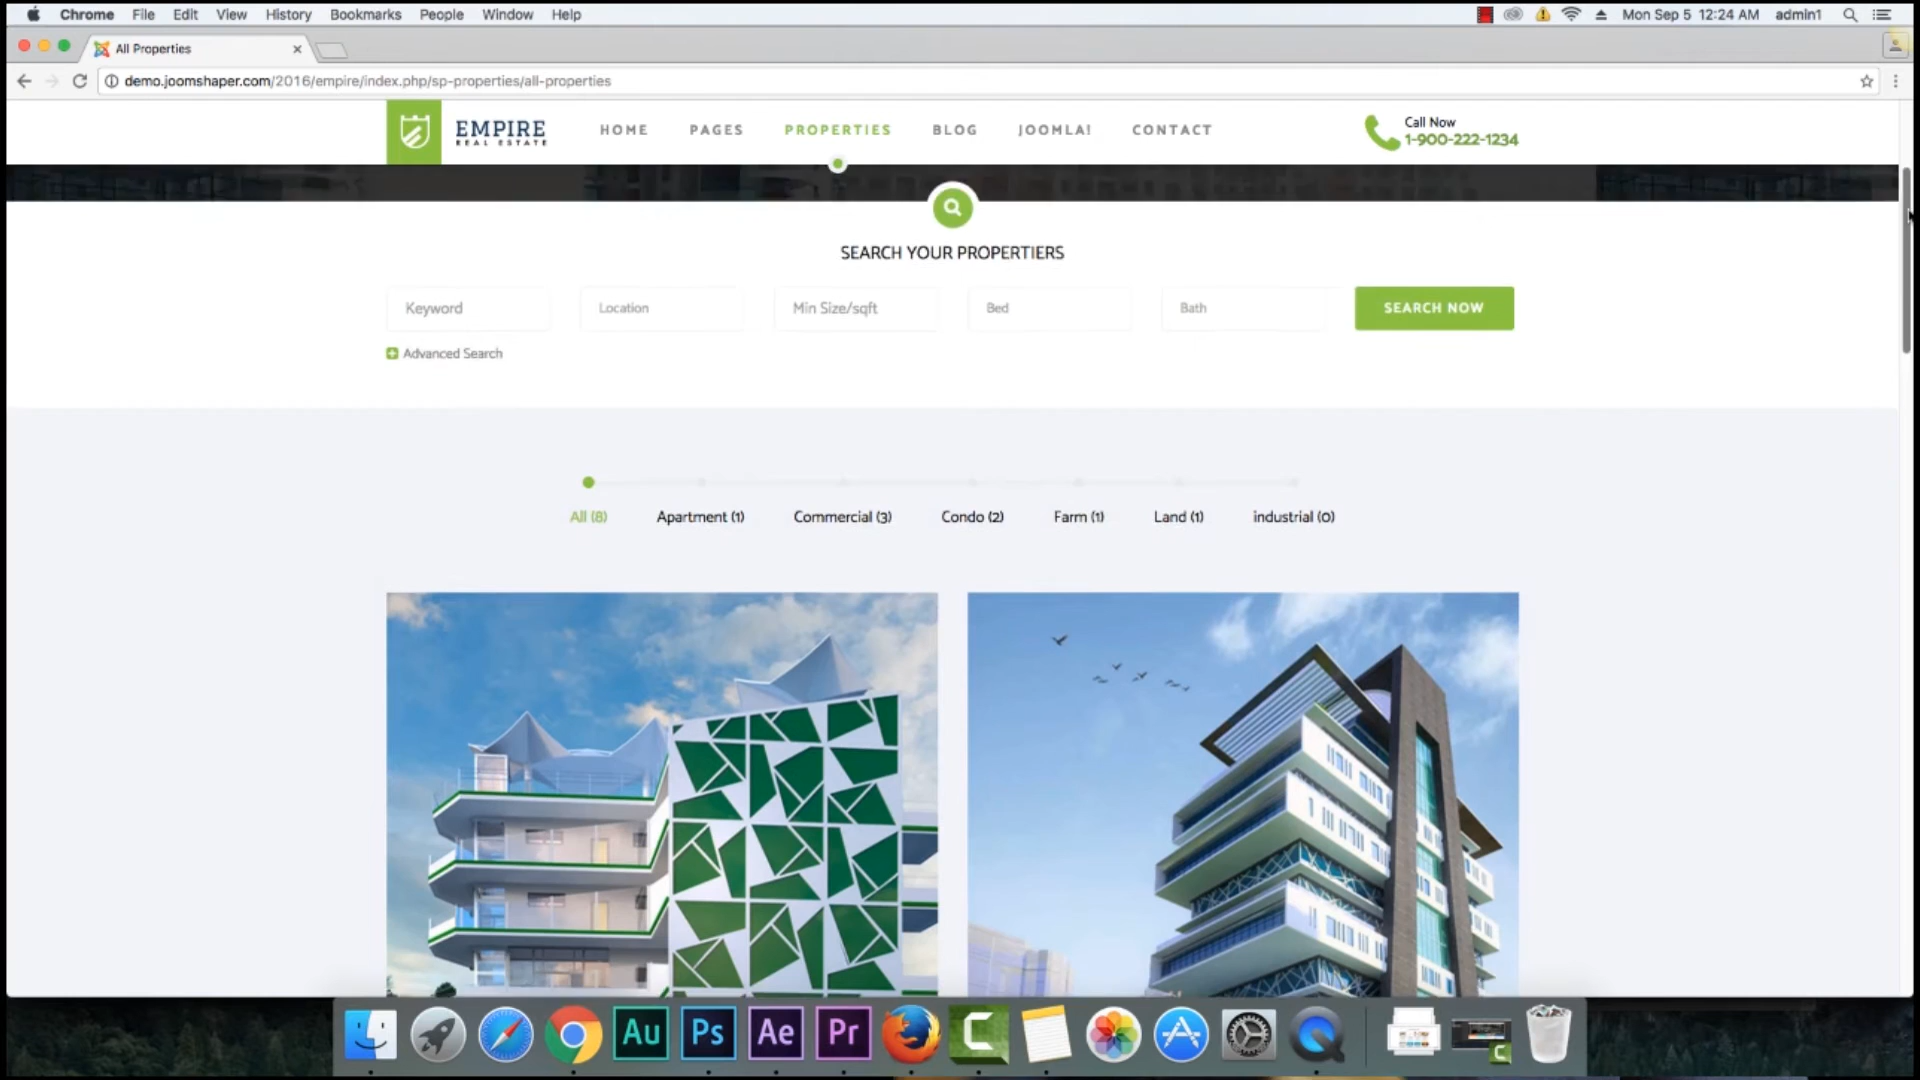 Chrome File Edit View History Bookmarks People Window Help Mon Sep 5 12:24 AM admin1
All Properties
demo.joomshaper.com/2016/empire/index.php/sp-properties/all-properties
EMPIRE
REAL ESTATE
HOME PAGES PROPERTIES BLOG JOOMLA! CONTACT
Call Now
1-900-222-1234
SEARCH YOUR PROPERTIERS
Keyword Location Min Size/sqft Bed Bath SEARCH NOW
Advanced Search
All (8) Apartment (1) Commercial (3) Condo (2) Farm (1) Land (1) industrial (0)
Au Ps Ae Pr C
C